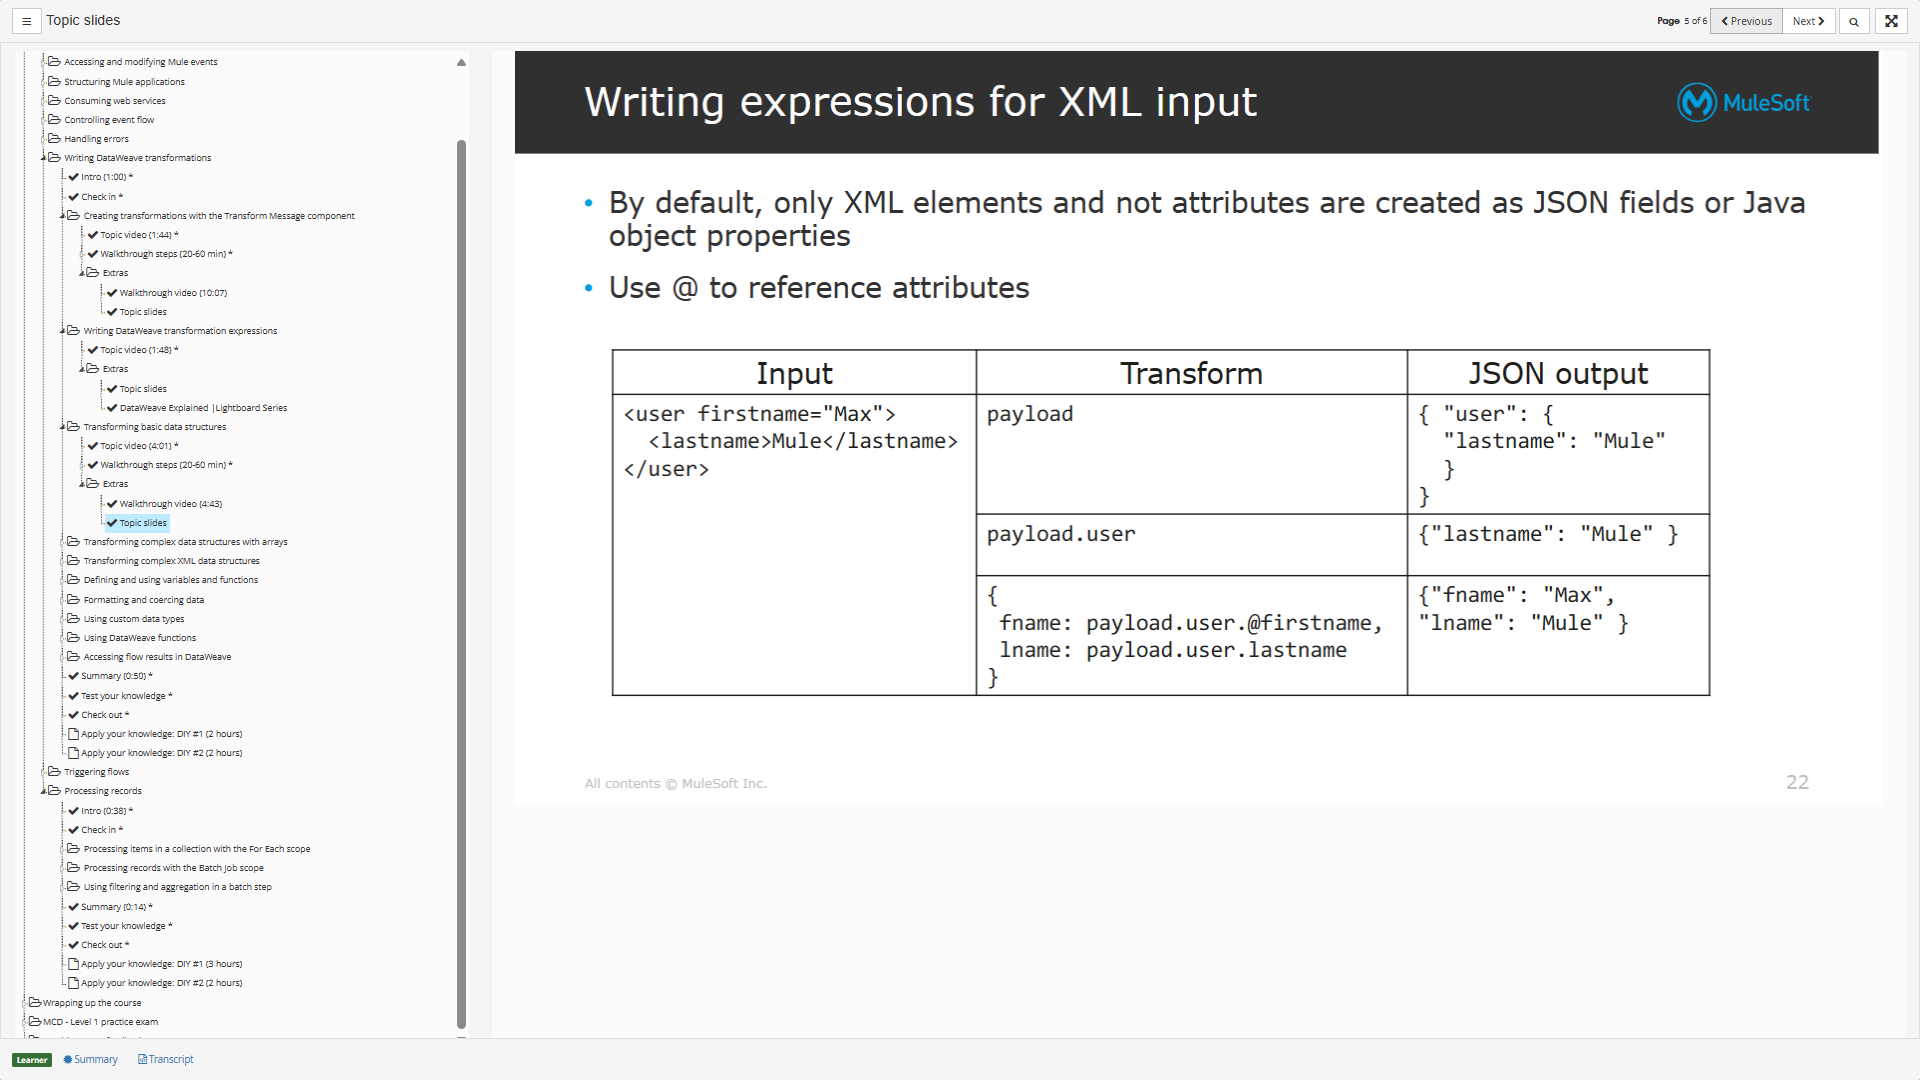 Topic slides
Page 5 of 6
Previous
Next
Accessing and modifying Mule events
Structuring Mule applications
Consuming web services
Controlling event flow
Handling errors
Writing DataWeave transformations
Intro (1:00) *
Check in *
Creating transformations with the Transform Message component
Topic video (1:44) *
Walkthrough steps (20-60 min) *
Extras
Walkthrough video (10:07)
Topic slides
Writing DataWeave transformation expressions
Topic video (1:48) *
Extras
Topic slides
DataWeave Explained |Lightboard Series
Transforming basic data structures
Topic video (4:01) *
Walkthrough steps (20-60 min) *
Extras
Walkthrough video (4:43)
Topic slides
Transforming complex data structures with arrays
Transforming complex XML data structures
Defining and using variables and functions
Formatting and coercing data
Using custom data types
Using DataWeave functions
Accessing flow results in DataWeave
Summary (0:50) *
Test your knowledge *
Check out *
Apply your knowledge: DIY #1 (2 hours)
Apply your knowledge: DIY #2 (2 hours)
Triggering flows
Processing records
Intro (0:38) *
Check in *
Processing items in a collection with the For Each scope
Processing records with the Batch Job scope
Using filtering and aggregation in a batch step
Summary (0:14) *
Test your knowledge *
Check out *
Apply your knowledge: DIY #1 (3 hours)
Apply your knowledge: DIY #2 (2 hours)
Wrapping up the course
MCD - Level 1 practice exam
Writing expressions for XML input
MuleSoft
• By default, only XML elements and not attributes are created as JSON fields or Java
object properties
• Use @ to reference attributes
Input
Transform
JSON output
<user firstname="Max">
<lastname>Mule</lastname>
</user>
payload
{ "user": {
"lastname": "Mule"
}
}
payload.user
{"lastname": "Mule" }
{
fname: payload.user.@firstname,
lname: payload.user.lastname
}
{"fname": "Max",
"lname": "Mule" }
All contents © MuleSoft Inc.
22
Learner
Summary
Transcript